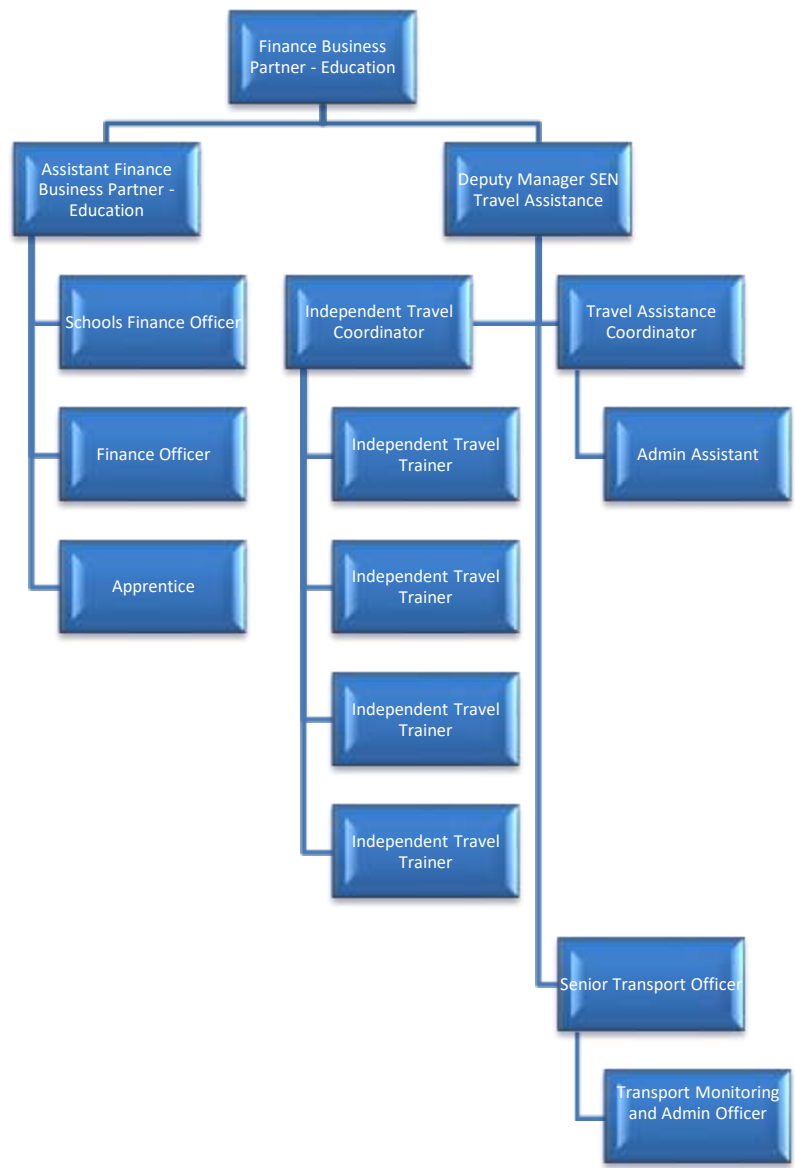 Finance Business
Partner - Education
Assistant Finance
Business Partner -
Education
Deputy Manager SEN
Travel Assistance
Schools Finance Officer
Independent Travel
Coordinator
Travel Assistance
Coordinator
Finance Officer
Independent Travel
Trainer
Admin Assistant
Apprentice
Independent Travel
Trainer
Independent Travel
Trainer
Independent Travel
Trainer
Senior Transport Officer
Transport Monitoring
and Admin Officer